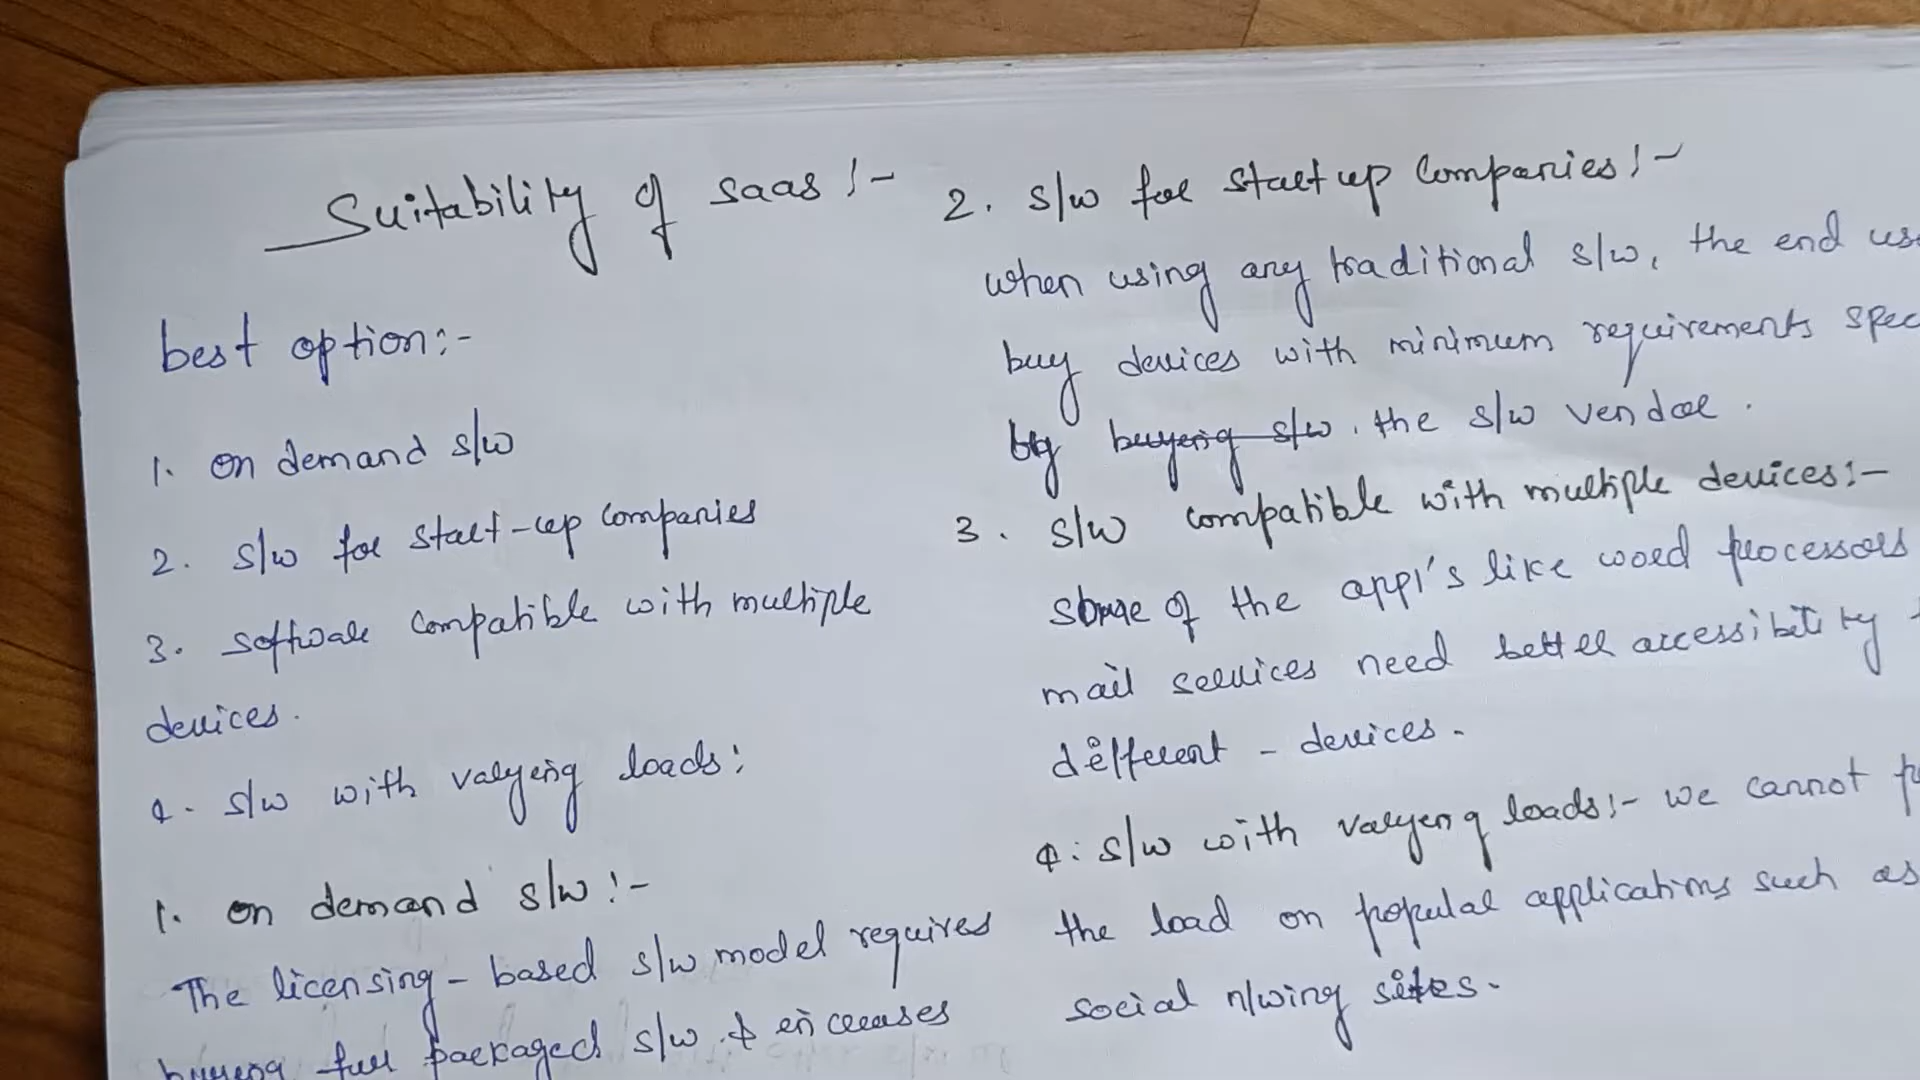 Suitability of saas :-
best option:-
1. on demand s/w
2. s/w for start-up companies
3. software compatible with multiple
devices.
4. s/w with varying loads:
1. on demand s/w :-
The licensing - based s/w model requires
buying full packaged s/w & increases
2. s/w for startup companies :-
when using any traditional s/w, the end
buy devices with minimum requirements
by buying s/w. the s/w vendor.
3. s/w compatible with multiple devices:-
some of the appl's like word processors
mail services need better accessibility
different - devices.
4. s/w with varying loads :- we cannot
the load on popular applications such as
social n/wing sites.